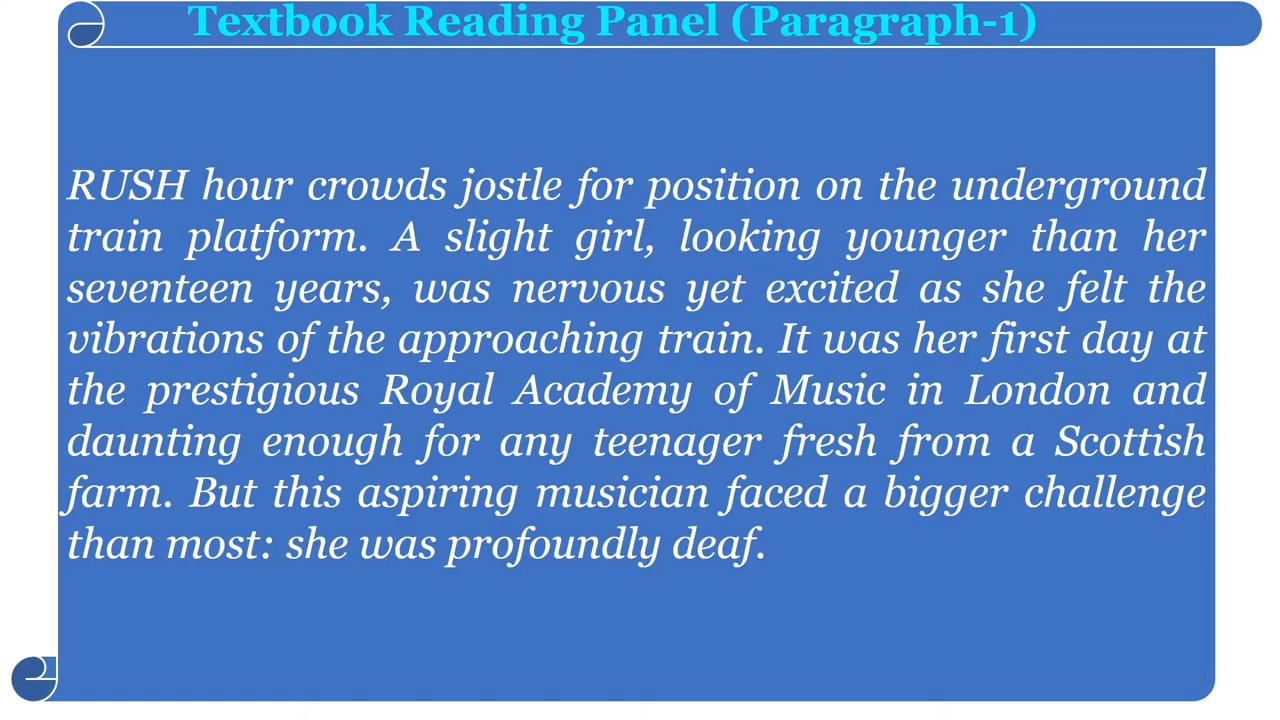 Textbook Reading Panel (Paragraph-1)
RUSH hour crowds jostle for position on the underground
train platform. A slight girl, looking younger than her
seventeen years, was nervous yet excited as she felt the
vibrations of the approaching train. It was her first day at
the prestigious Royal Academy of Music in London and
daunting enough for any teenager fresh from a Scottish
farm. But this aspiring musician faced a bigger challenge
than most: she was profoundly deaf.